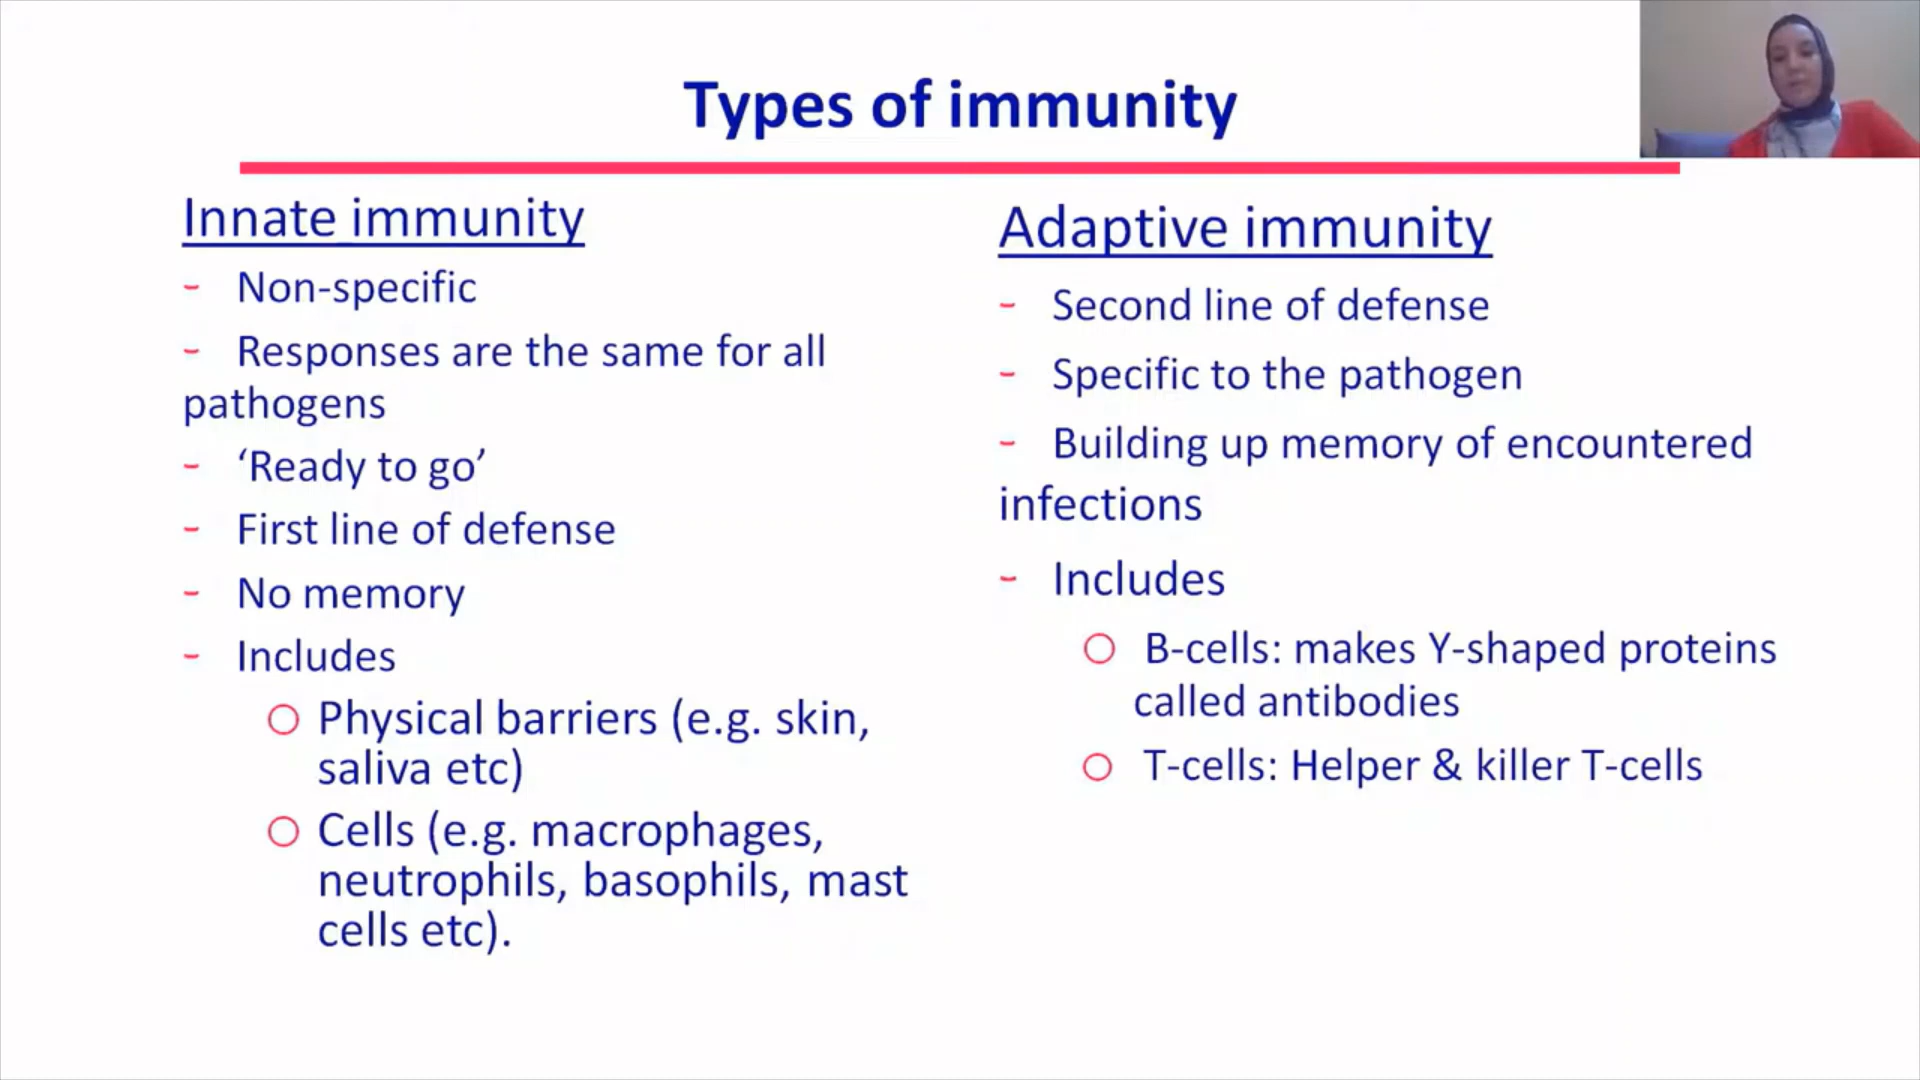 Types of immunity
Innate immunity
- Non-specific
- Responses are the same for all
pathogens
- ‘Ready to go’
- First line of defense
- No memory
- Includes
○ Physical barriers (e.g. skin,
saliva etc)
○ Cells (e.g. macrophages,
neutrophils, basophils, mast
cells etc).
Adaptive immunity
- Second line of defense
- Specific to the pathogen
- Building up memory of encountered
infections
- Includes
○ B-cells: makes Y-shaped proteins
called antibodies
○ T-cells: Helper & killer T-cells